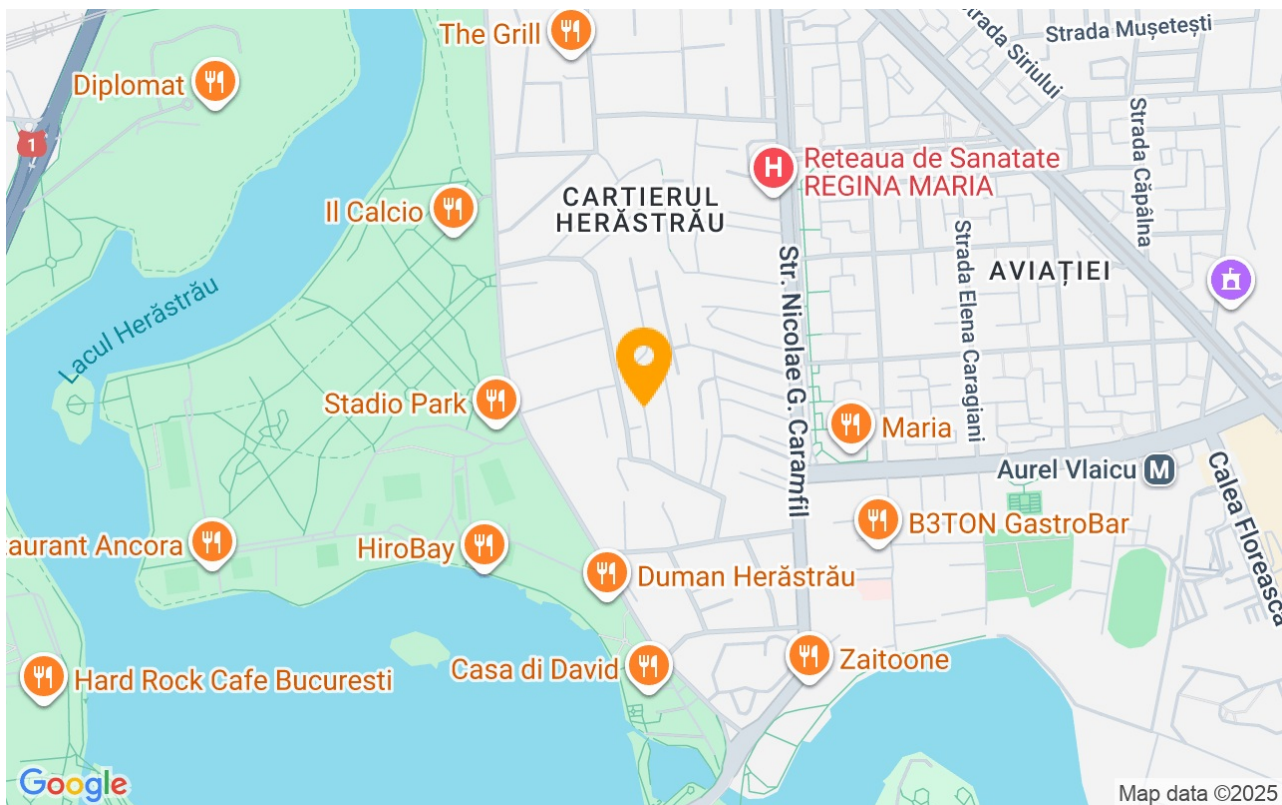 The Grill
Strada Mușetești
Strada Siriului
Diplomat
1
Strada Căpâlna
H
Reteaua de Sanatate
REGINA MARIA
CARTIERUL
HERĂSTRĂU
Il Calcio
Strada Elena Caragiani
AVIAȚIEI
Str. Nicolae G. Caramfil
Lacul Herăstrău
Stadio Park
Maria
Aurel Vlaicu
M
Calea Floreasca
B3TON GastroBar
taurant Ancora
HiroBay
Duman Herăstrău
Casa di David
Zaitoone
Hard Rock Cafe Bucuresti
Google
Map data ©2025